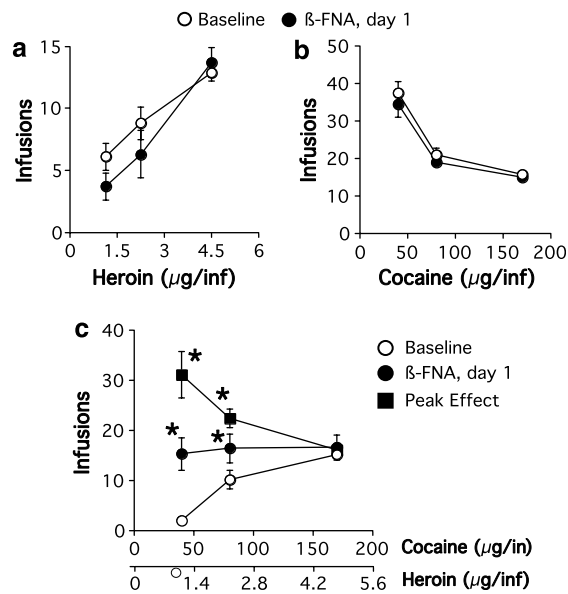 Baseline ß-FNA, day 1
a
b
15
10
5
0
Infusions
0 1.5 3 4.5 6
Heroin (µg/inf)
50
40
30
20
10
0
Infusions
0 50 100 150 200
Cocaine (µg/inf)
c
40
30
20
10
0
Infusions
*
*
*
*
Baseline
ß-FNA, day 1
Peak Effect
0 50 100 150 200 Cocaine (µg/in)
0 1.4 2.8 4.2 5.6 Heroin (µg/inf)